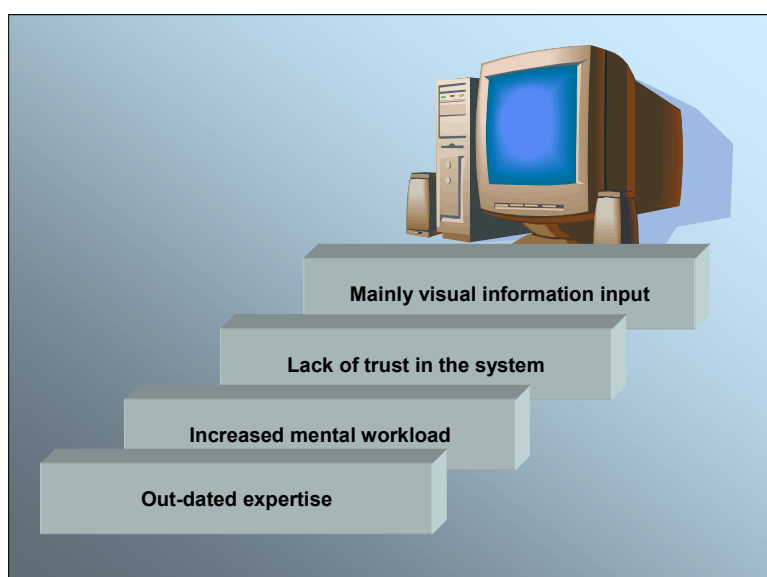 Mainly visual information input
Lack of trust in the system
Increased mental workload
Out-dated expertise